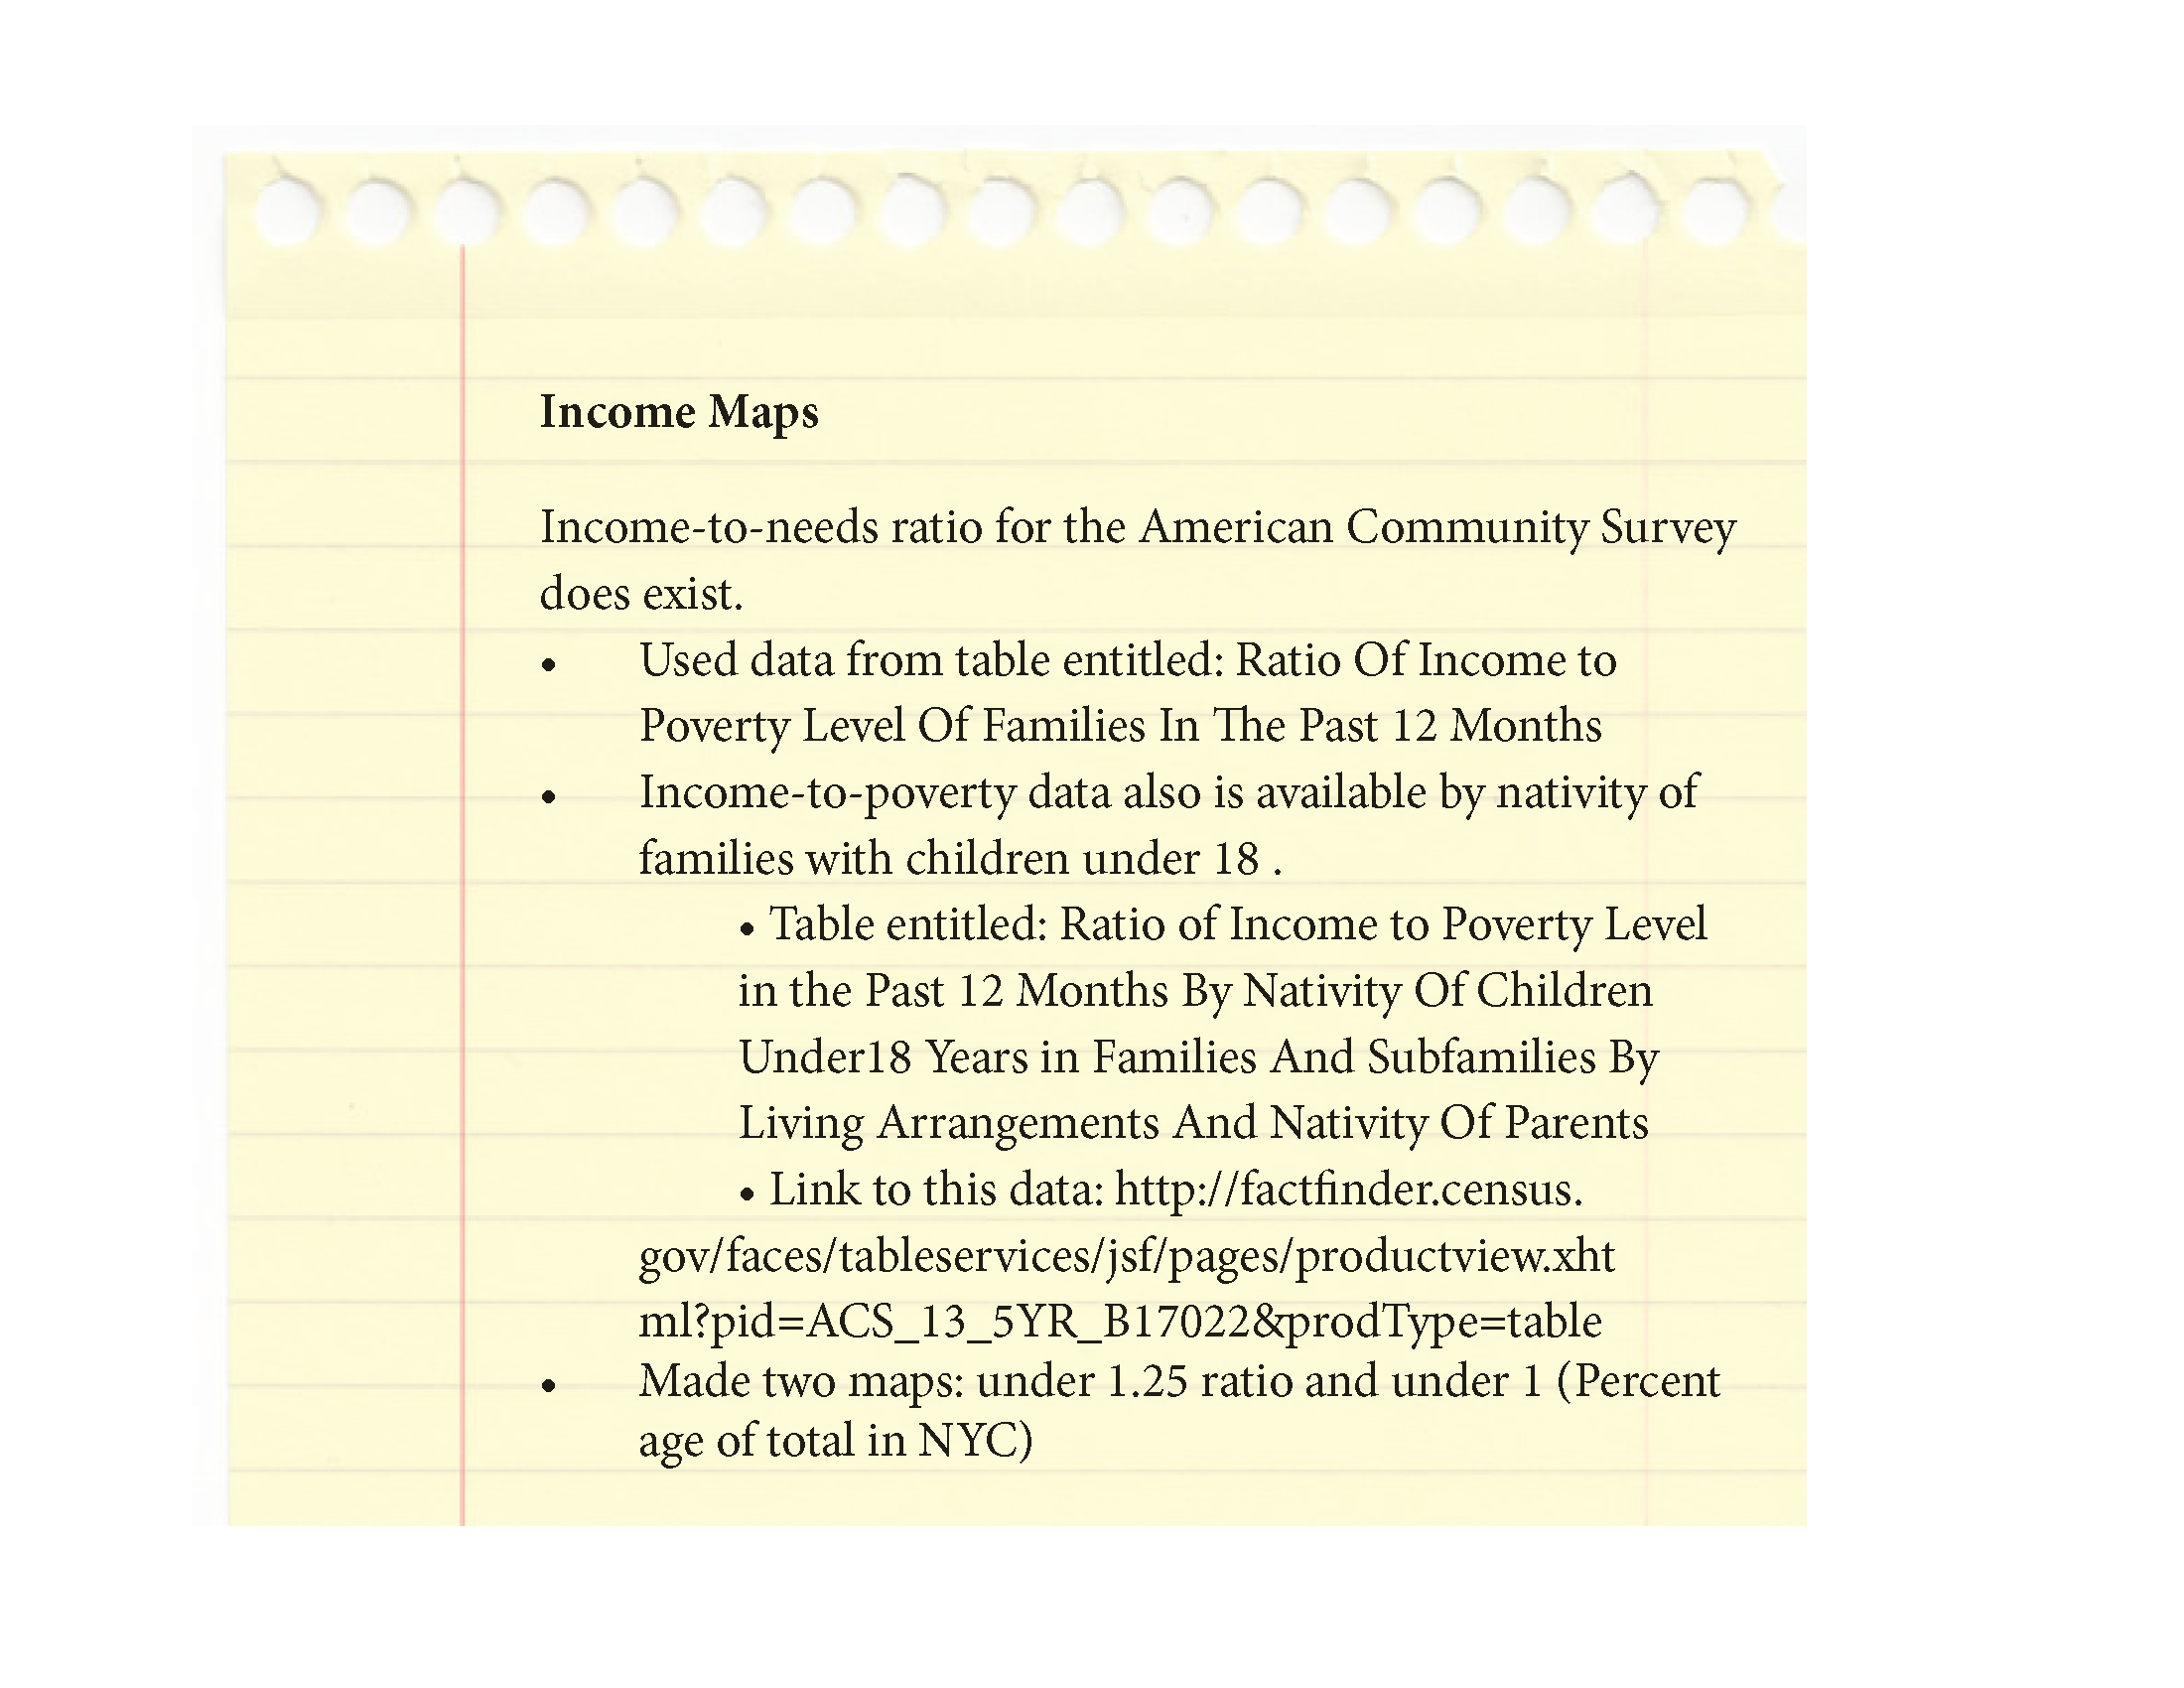 Income Maps
Income-to-needs ratio for the American Community Survey
does exist.
• Used data from table entitled: Ratio Of Income to
Poverty Level Of Families In The Past 12 Months
• Income-to-poverty data also is available by nativity of
families with children under 18 .
• Table entitled: Ratio of Income to Poverty Level
in the Past 12 Months By Nativity Of Children
Under18 Years in Families And Subfamilies By
Living Arrangements And Nativity Of Parents
• Link to this data: http://factfinder.census.
gov/faces/tableservices/jsf/pages/productview.xht
ml?pid=ACS_13_5YR_B17022&prodType=table
• Made two maps: under 1.25 ratio and under 1 (Percent
age of total in NYC)